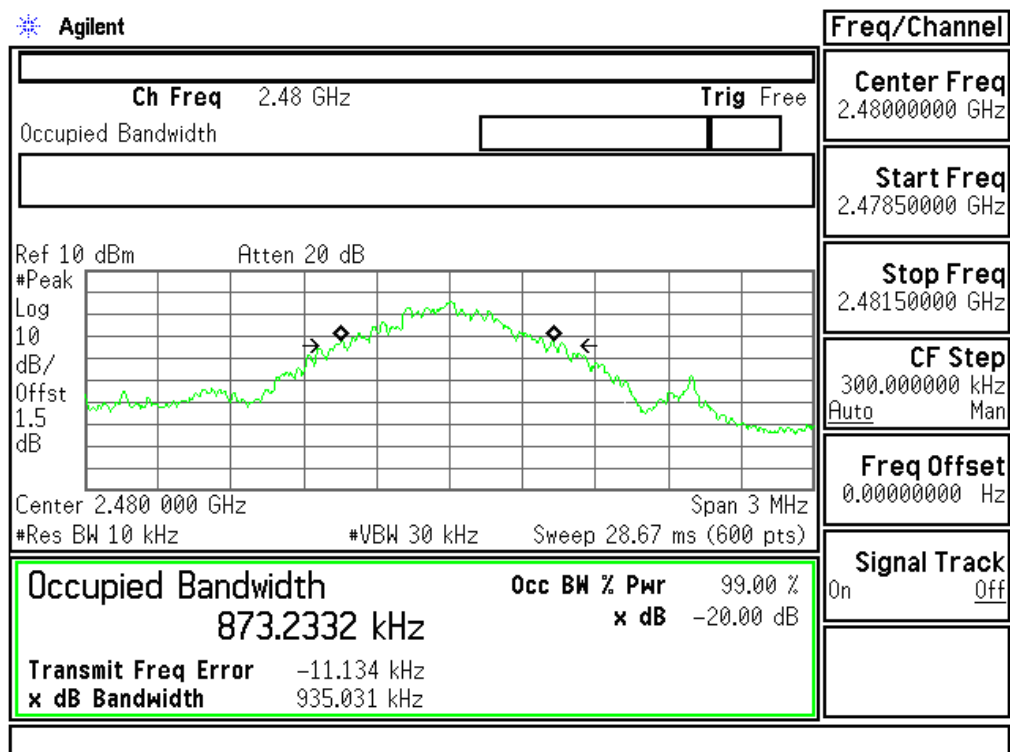 Agilent
Freq/Channel
Ch Freq 2.48 GHz Trig Free
Occupied Bandwidth
Center Freq
2.48000000 GHz
Start Freq
2.47850000 GHz
Stop Freq
2.48150000 GHz
CF Step
300.000000 kHz
Auto Man
Freq Offset
0.00000000 Hz
Signal Track
On Off
Ref 10 dBm Atten 20 dB
#Peak
Log
10
dB/
Offst
1.5
dB
Center 2.480 000 GHz Span 3 MHz
#Res BW 10 kHz #VBW 30 kHz Sweep 28.67 ms (600 pts)
Occupied Bandwidth Occ BW % Pwr 99.00 %
873.2332 kHz x dB -20.00 dB
Transmit Freq Error -11.134 kHz
x dB Bandwidth 935.031 kHz